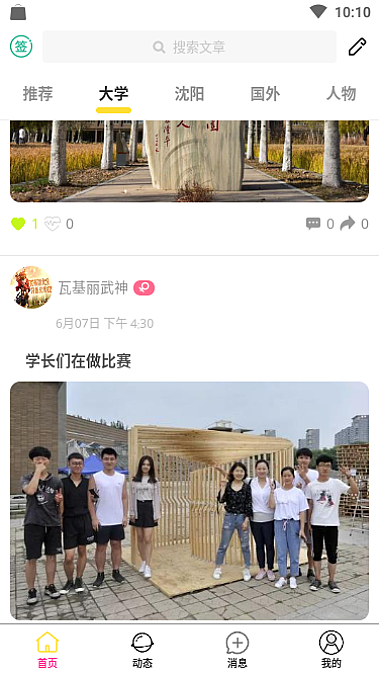 10:10
签
搜索文章
推荐 大学 沈阳 国外 人物
1 0 0 0
瓦基丽武神
6月07日 下午 4:30
学长们在做比赛
首页 动态 消息 我的